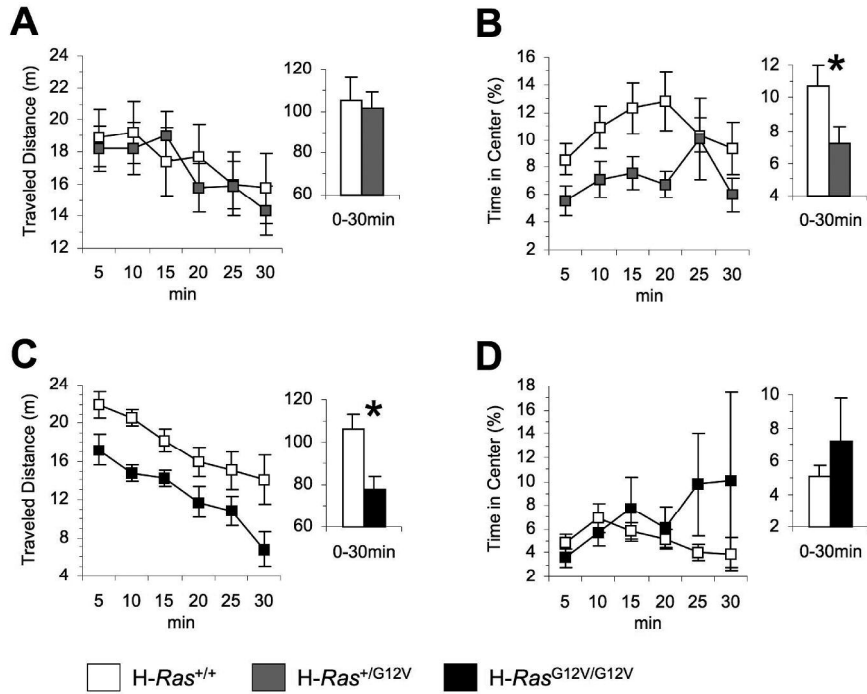 A
Traveled Distance (m)
24
22
20
18
16
14
12
5 10 15 20 25 30
min
120
100
80
60
0-30min
B
Time in Center (%)
16
14
12
10
8
6
4
2
5 10 15 20 25 30
min
12
10
8
6
4
*
0-30min
C
Traveled Distance (m)
24
20
16
12
8
4
5 10 15 20 25 30
min
120
100
80
60
*
0-30min
D
Time in Center (%)
18
16
14
12
10
8
6
4
2
5 10 15 20 25 30
min
10
8
6
4
2
0-30min
H-Ras+/+ H-Ras+/G12V H-RasG12V/G12V